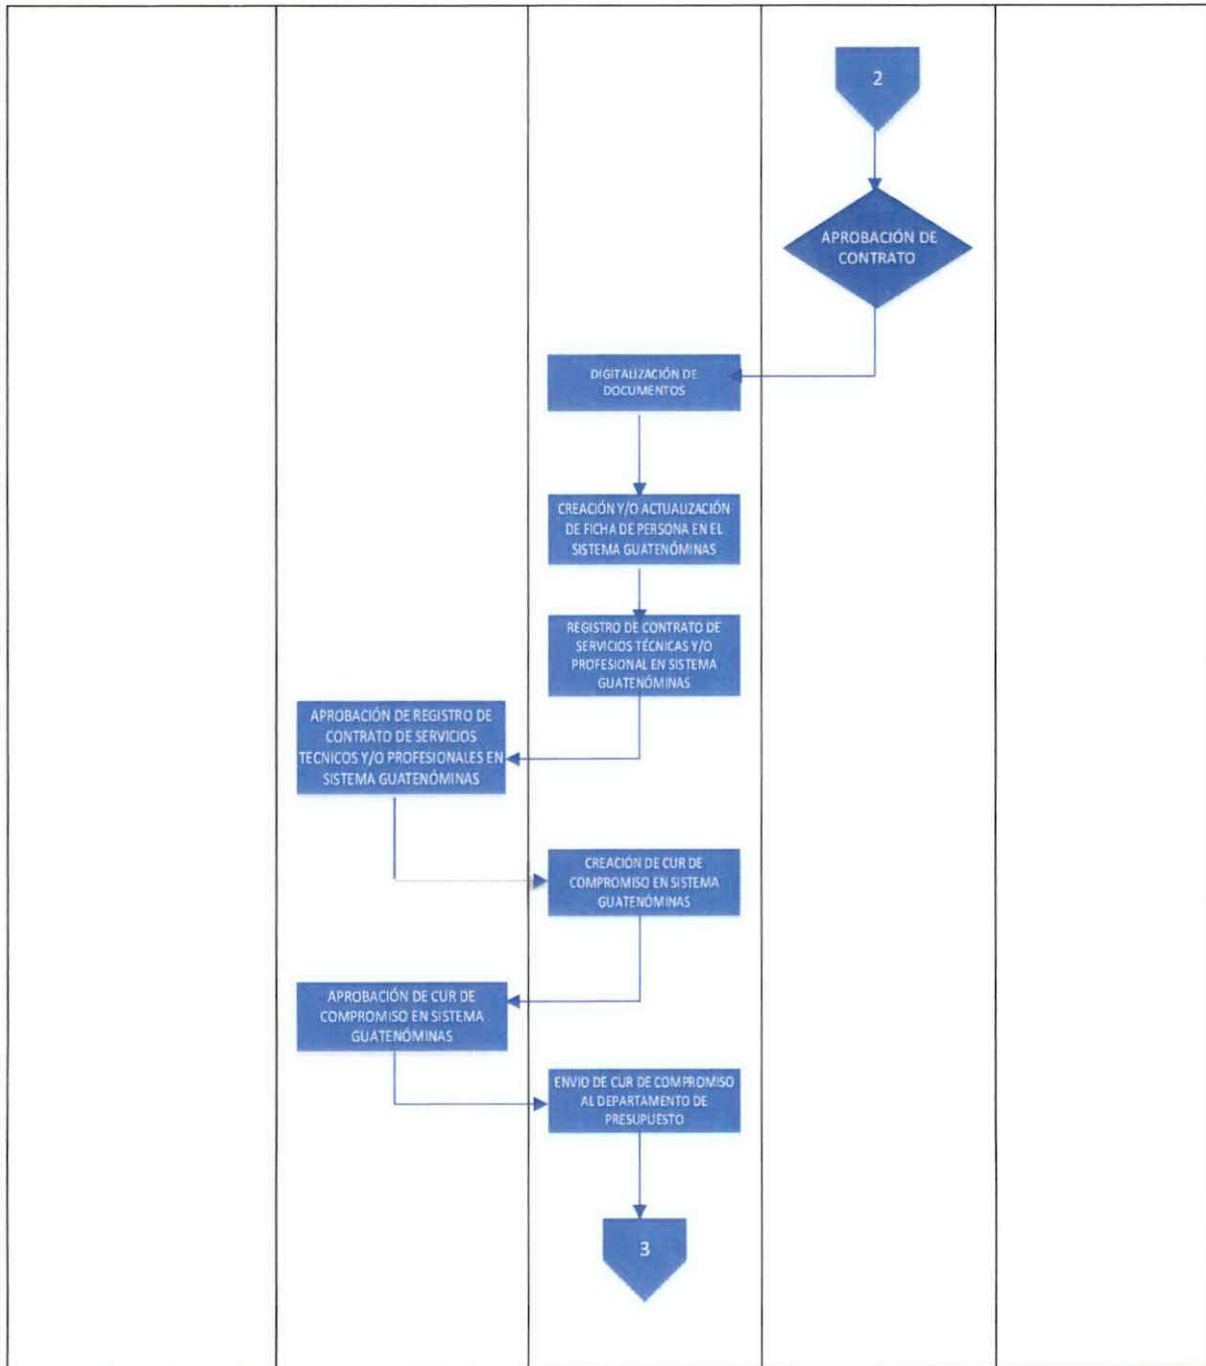 2
APROBACIÓN DE
CONTRATO
DIGITALIZACIÓN DE
DOCUMENTOS
CREACIÓN Y/O ACTUALIZACIÓN
DE FICHA DE PERSONA EN EL
SISTEMA GUATENÓMINAS
REGISTRO DE CONTRATO DE
SERVICIOS TÉCNICAS Y/O
PROFESIONAL EN SISTEMA
GUATENÓMINAS
APROBACIÓN DE REGISTRO DE
CONTRATO DE SERVICIOS
TECNICOS Y/O PROFESIONALES EN
SISTEMA GUATENÓMINAS
CREACIÓN DE CUR DE
COMPROMISO EN SISTEMA
GUATENÓMINAS
APROBACIÓN DE CUR DE
COMPROMISO EN SISTEMA
GUATENÓMINAS
ENVIO DE CUR DE COMPROMISO
AL DEPARTAMENTO DE
PRESUPUESTO
3